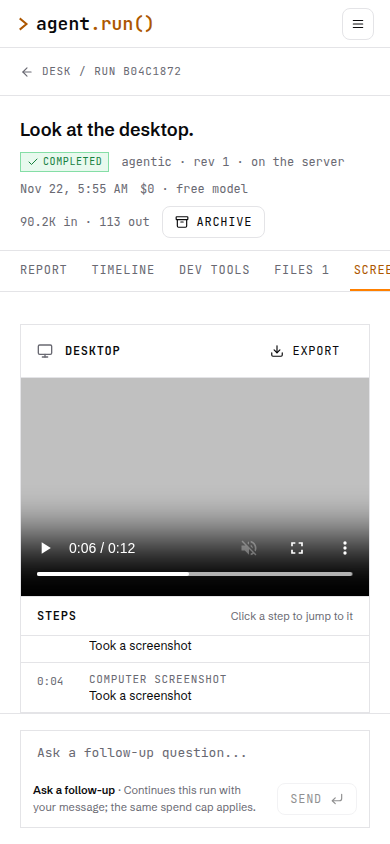 agent.run()
DESK / RUN B04C1872
Look at the desktop.
COMPLETED agentic · rev 1 · on the server
Nov 22, 5:55 AM $0 · free model
90.2K in · 113 out ARCHIVE
REPORT TIMELINE DEV TOOLS FILES 1 SCREE
DESKTOP EXPORT
0:06 / 0:12
STEPS Click a step to jump to it
Took a screenshot
0:04 COMPUTER SCREENSHOT
Took a screenshot
Ask a follow-up question...
Ask a follow-up · Continues this run with
your message; the same spend cap applies.
SEND